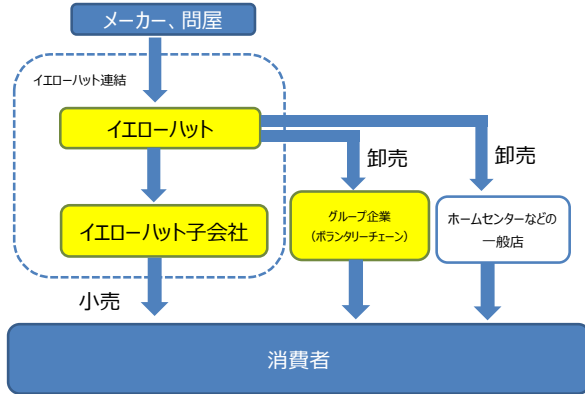 メーカー、問屋
イエローハット連結
イエローハット
卸売
卸売
イエローハット子会社
グループ企業
（ボランタリーチェーン）
ホームセンターなどの
一般店
小売
消費者